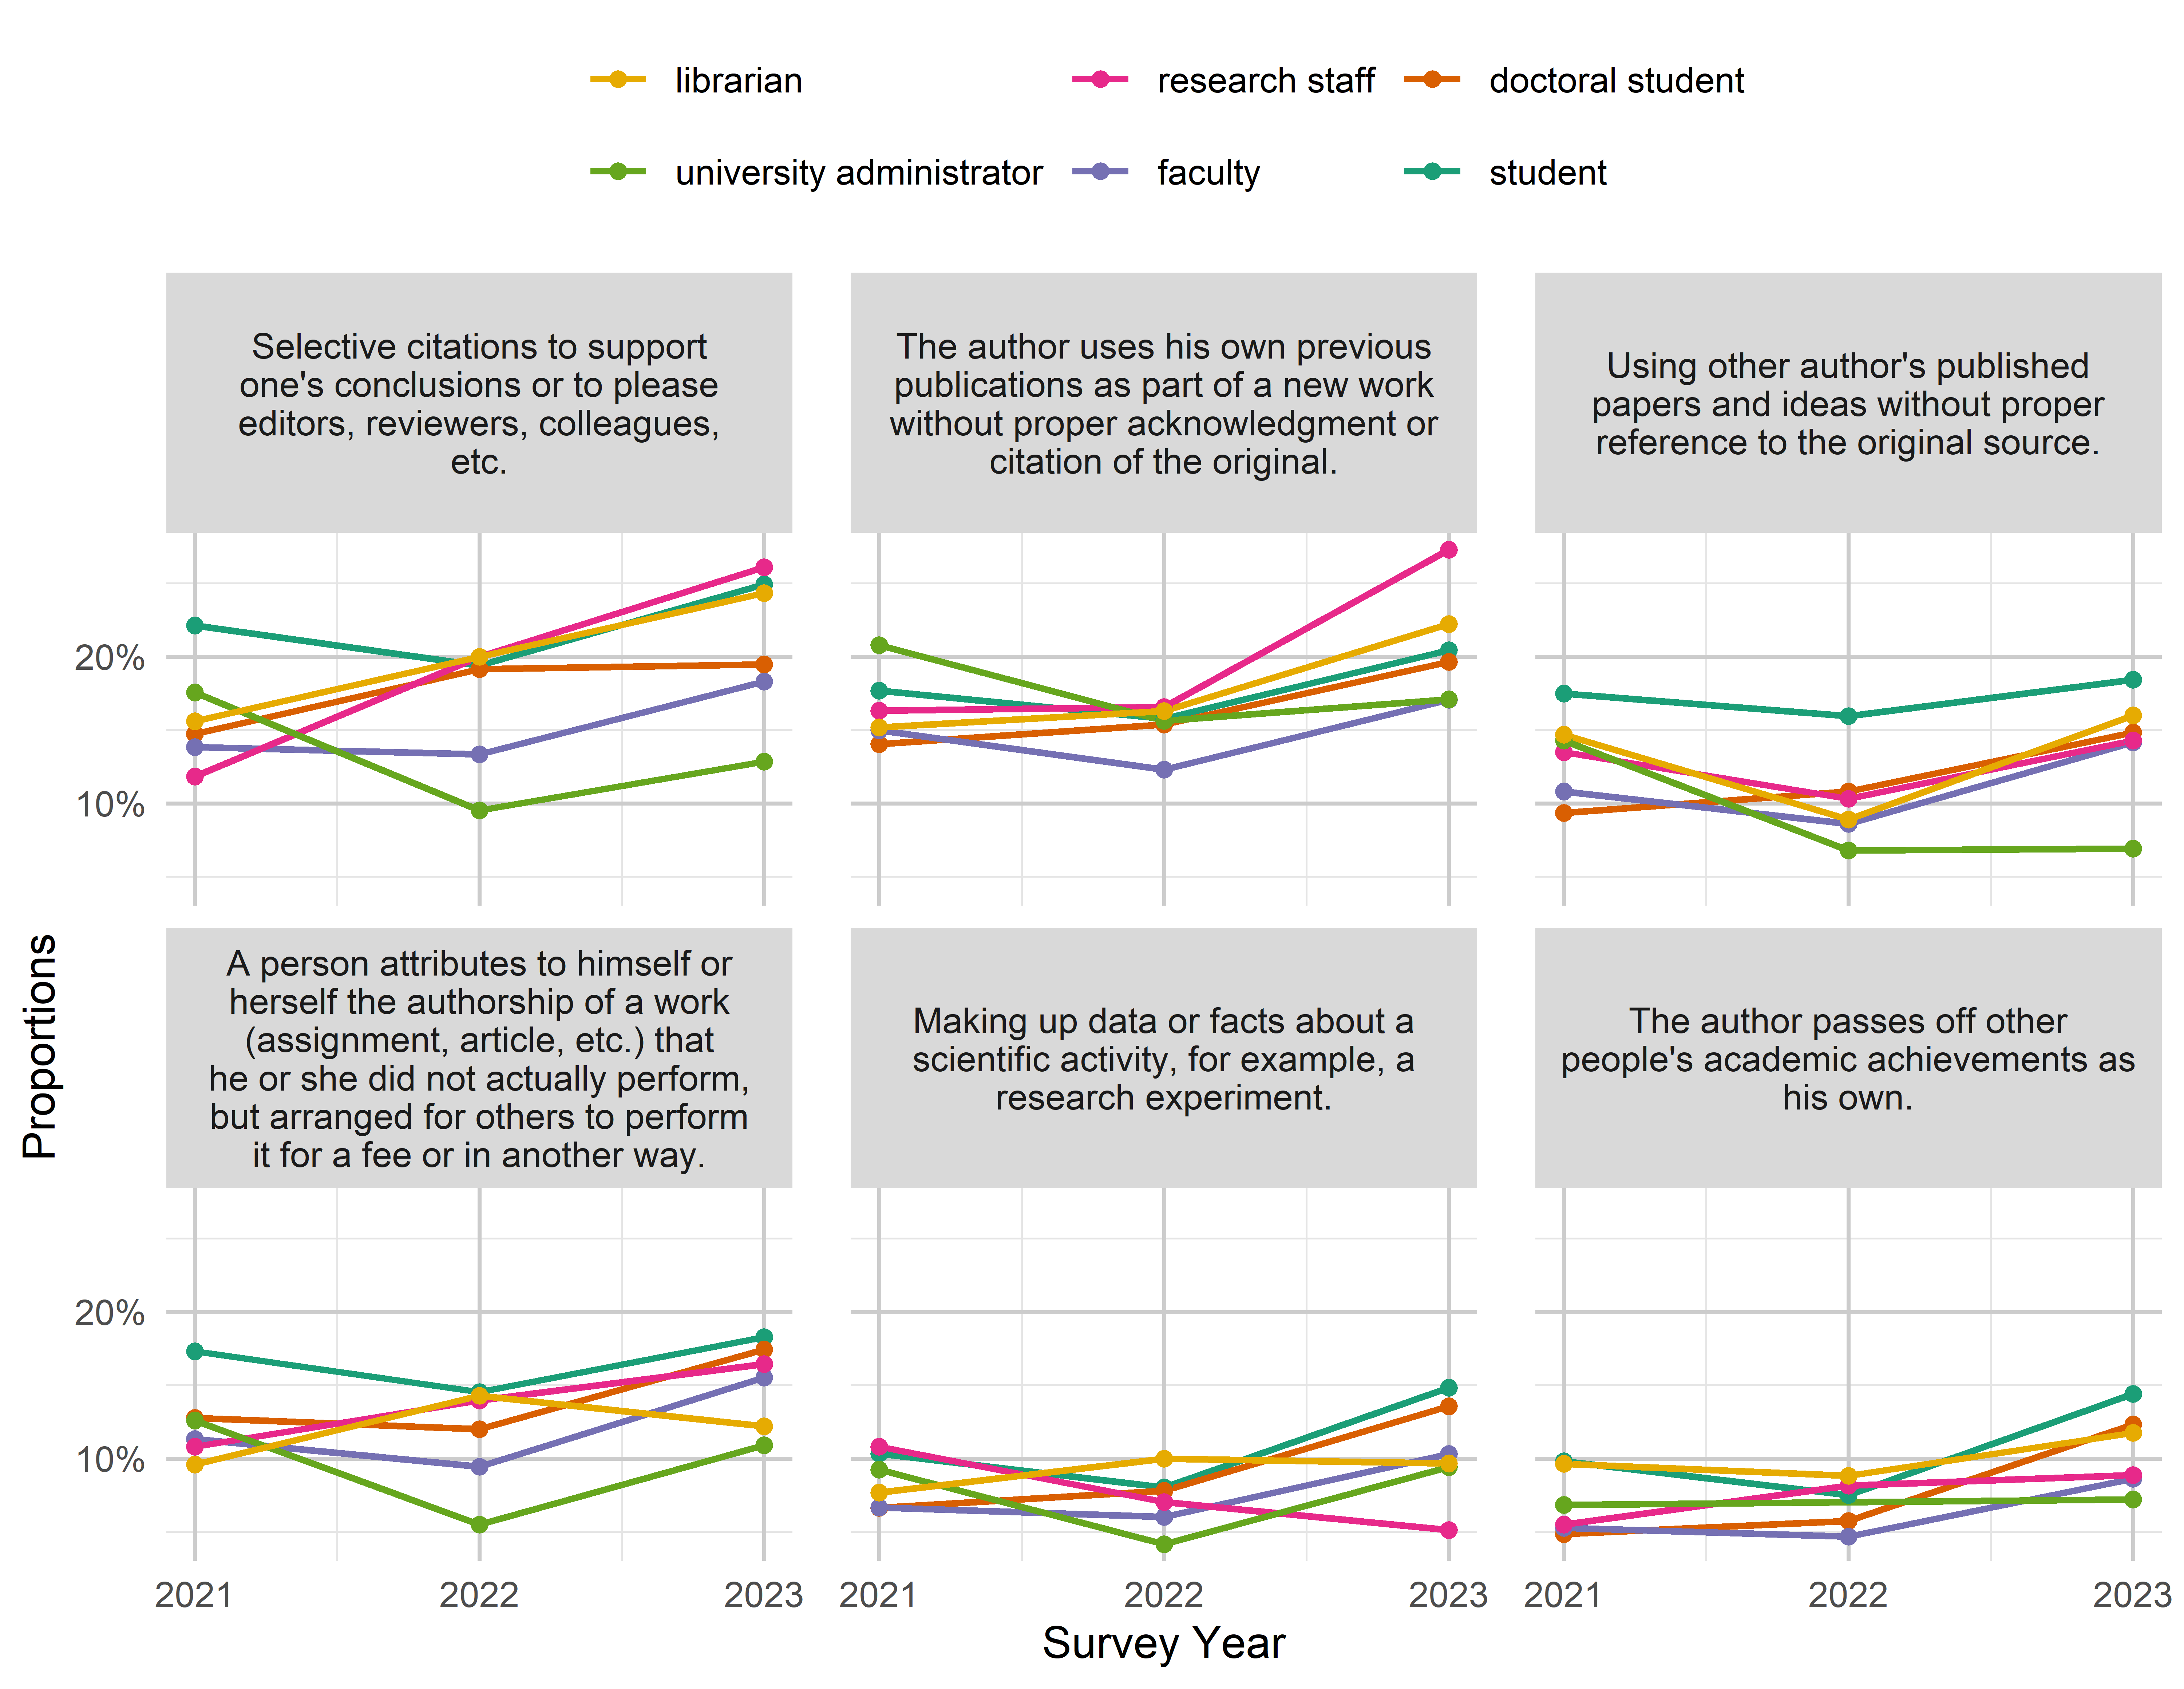 librarian
research staff
doctoral student
university administrator
faculty
student
Selective citations to support
one's conclusions or to please
editors, reviewers, colleagues,
etc.
The author uses his own previous
publications as part of a new work
without proper acknowledgment or
citation of the original.
Using other author's published
papers and ideas without proper
reference to the original source.
20%
10%
Proportions
A person attributes to himself or
herself the authorship of a work
(assignment, article, etc.) that
he or she did not actually perform,
but arranged for others to perform
it for a fee or in another way.
Making up data or facts about a
scientific activity, for example, a
research experiment.
The author passes off other
people's academic achievements as
his own.
20%
10%
2021 2022 2023
2021 2022 2023
2021 2022 2023
Survey Year